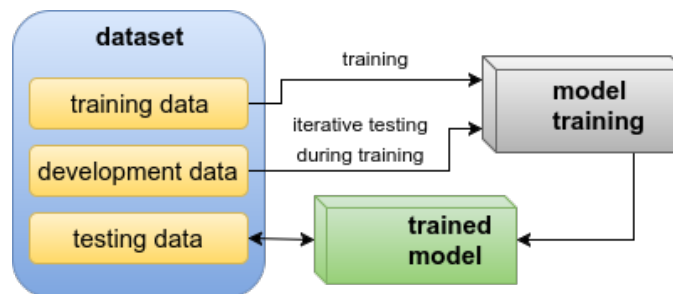 dataset
training data
development data
testing data
training
iterative testing
during training
model
training
trained
model